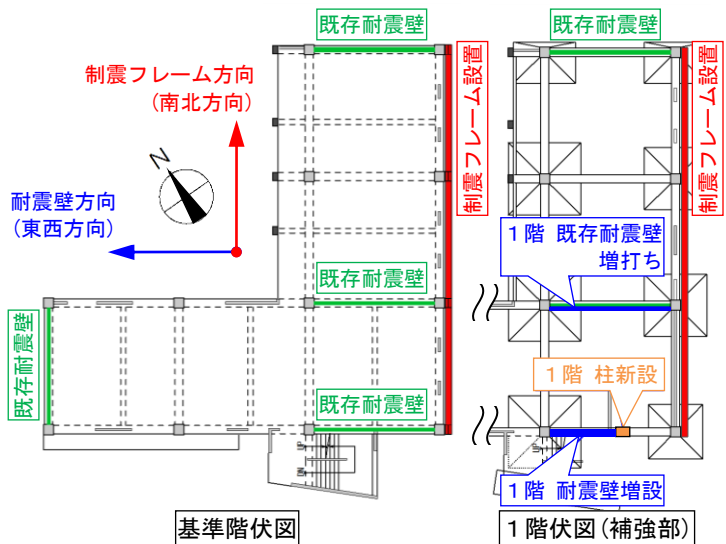 既存耐震壁
既存耐震壁
制震フレーム方向
(南北方向)
制震フレーム設置
制震フレーム設置
N
耐震壁方向
(東西方向)
1階 既存耐震壁
増打ち
既存耐震壁
既存耐震壁
1階 柱新設
既存耐震壁
UP
DN
1階 耐震壁増設
基準階伏図
1階伏図(補強部)